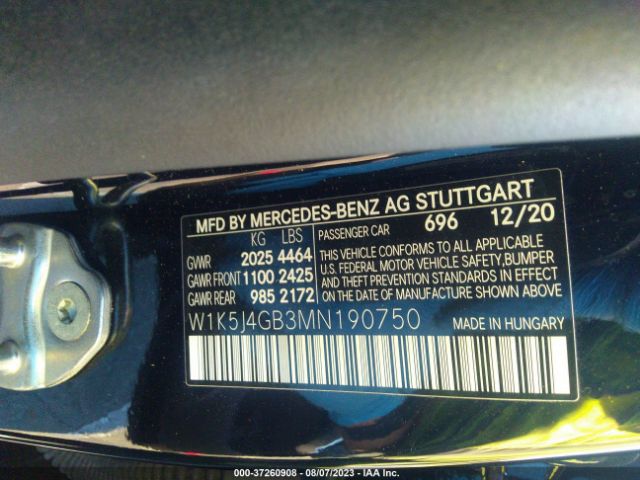 MFD BY MERCEDES-BENZ AG STUTTGART
KG LBS
GVWR 2025 4464
GAWR FRONT 1100 2425
GAWR REAR 985 2172
PASSENGER CAR 696 12/20
THIS VEHICLE CONFORMS TO ALL APPLICABLE
U.S. FEDERAL MOTOR VEHICLE SAFETY, BUMPER
AND THEFT PREVENTION STANDARDS IN EFFECT
ON THE DATE OF MANUFACTURE SHOWN ABOVE.
W1K5J4GB3MN190750 MADE IN HUNGARY
000-37260908 - 08/07/2023 - IAA Inc.